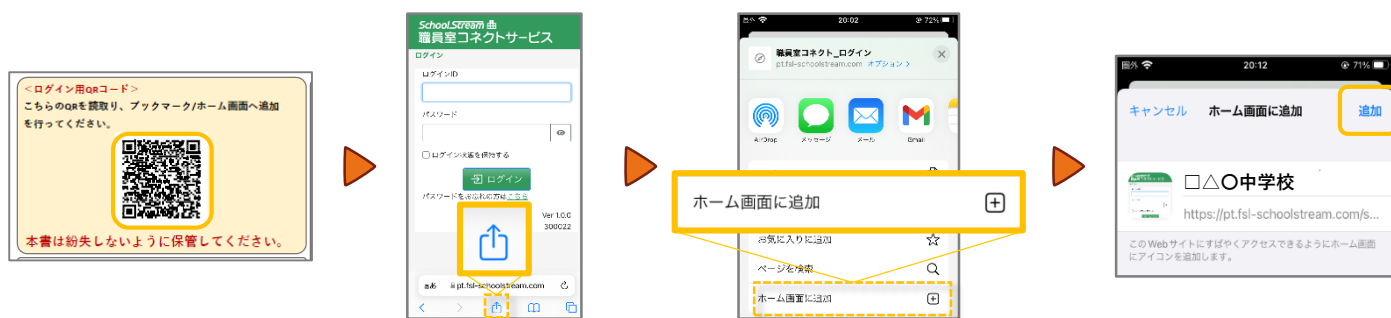 <ログイン用QRコード>
こちらのQRを読取り、ブックマーク/ホーム画面へ追加
を行ってください。
本書は紛失しないように保管してください。
School Stream
職員室コネクトサービス
ログイン
ログインID
パスワード
ログイン状態を保持する
ログイン
パスワードをお忘れの方はこちら
Ver 1.0.0
300022
ああ pt.fsl-schoolstream.com
圏外 20:02 72%
職員室コネクト_ログイン
pt.fsl-schoolstream.com オプション >
AirDrop メッセージ メール Gmail
ホーム画面に追加
お気に入りに追加
ページを検索
ホーム画面に追加
圏外 20:12 71%
キャンセル ホーム画面に追加 追加
□△〇中学校
https://pt.fsl-schoolstream.com/s...
このWebサイトにすばやくアクセスできるようにホーム画面
にアイコンを追加します。